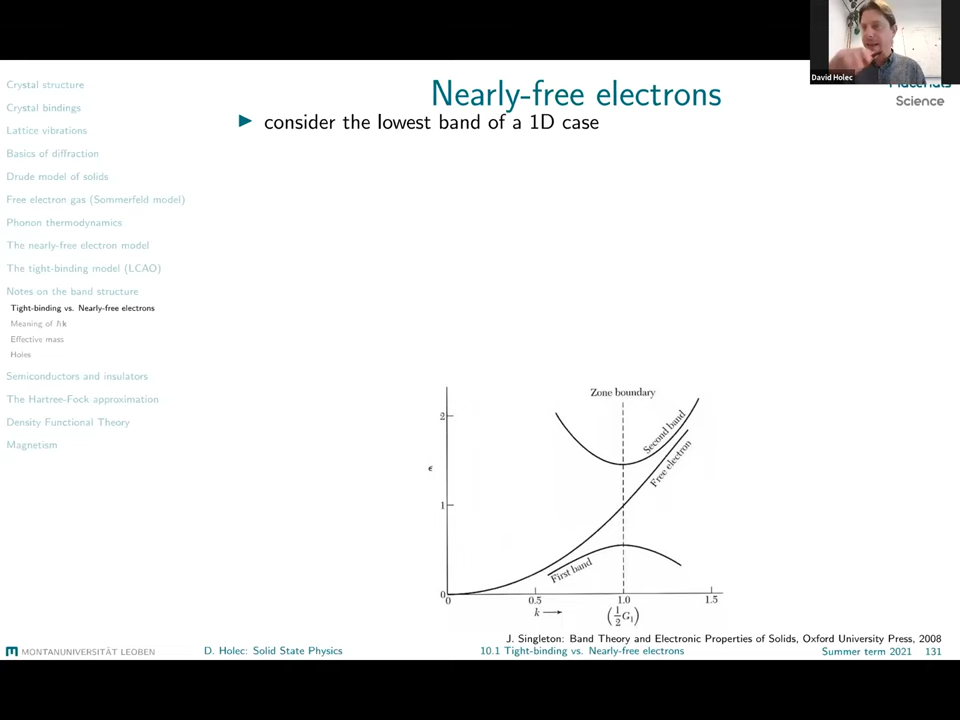 David Holec
Materials
Science
Crystal structure
Crystal bindings
Lattice vibrations
Basics of diffraction
Drude model of solids
Free electron gas (Sommerfeld model)
Phonon thermodynamics
The nearly-free electron model
The tight-binding model (LCAO)
Notes on the band structure
Tight-binding vs. Nearly-free electrons
Meaning of ħk
Effective mass
Holes
Semiconductors and insulators
The Hartree-Fock approximation
Density Functional Theory
Magnetism
Nearly-free electrons
▶ consider the lowest band of a 1D case
Zone boundary
2
Second band
Free electron
ϵ
1
First band
0
0 0.5 1.0 1.5
k →
(½G₁)
J. Singleton: Band Theory and Electronic Properties of Solids, Oxford University Press, 2008
MONTANUNIVERSITÄT LEOBEN
D. Holec: Solid State Physics
10.1 Tight-binding vs. Nearly-free electrons
Summer term 2021 131